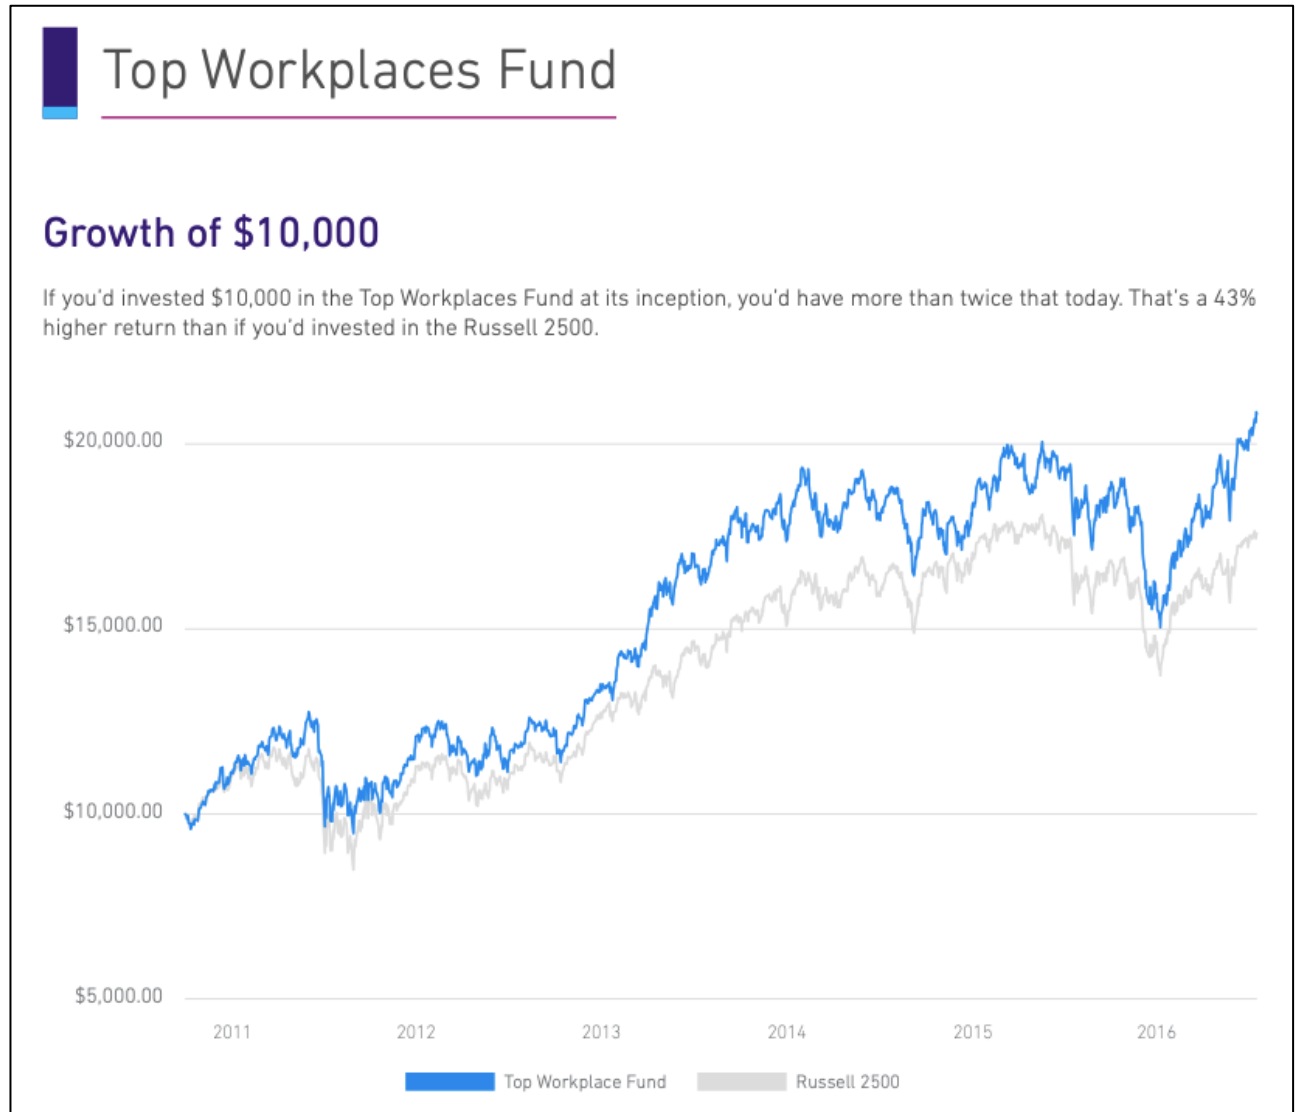 Top Workplaces Fund
Growth of $10,000
If you'd invested $10,000 in the Top Workplaces Fund at its inception, you'd have more than twice that today. That's a 43%
higher return than if you'd invested in the Russell 2500.
$20,000.00
$15,000.00
$10,000.00
$5,000.00
2011 2012 2013 2014 2015 2016
Top Workplace Fund Russell 2500